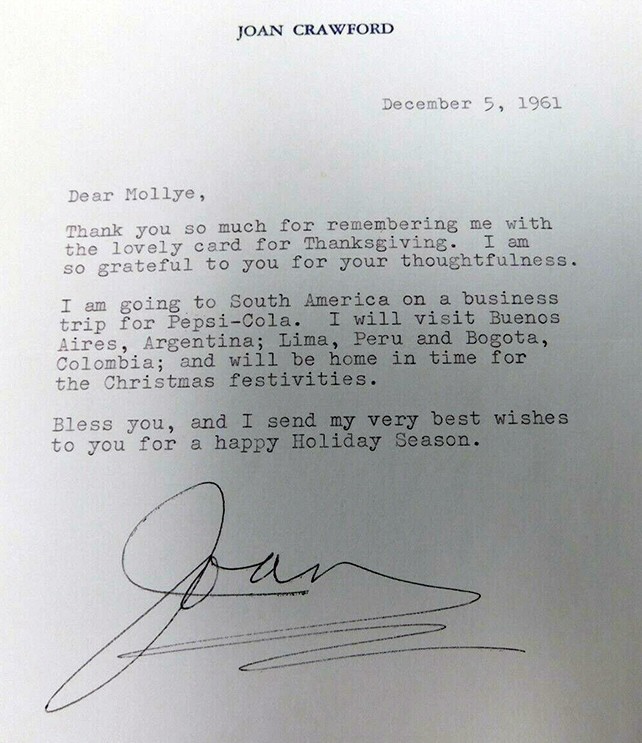 JOAN CRAWFORD
December 5, 1961
Dear Mollye,
Thank you so much for remembering me with
the lovely card for Thanksgiving.  I am
so grateful to you for your thoughtfulness.
I am going to South America on a business
trip for Pepsi-Cola.  I will visit Buenos
Aires, Argentina; Lima, Peru and Bogota,
Colombia; and will be home in time for
the Christmas festivities.
Bless you, and I send my very best wishes
to you for a happy Holiday Season.
Joan